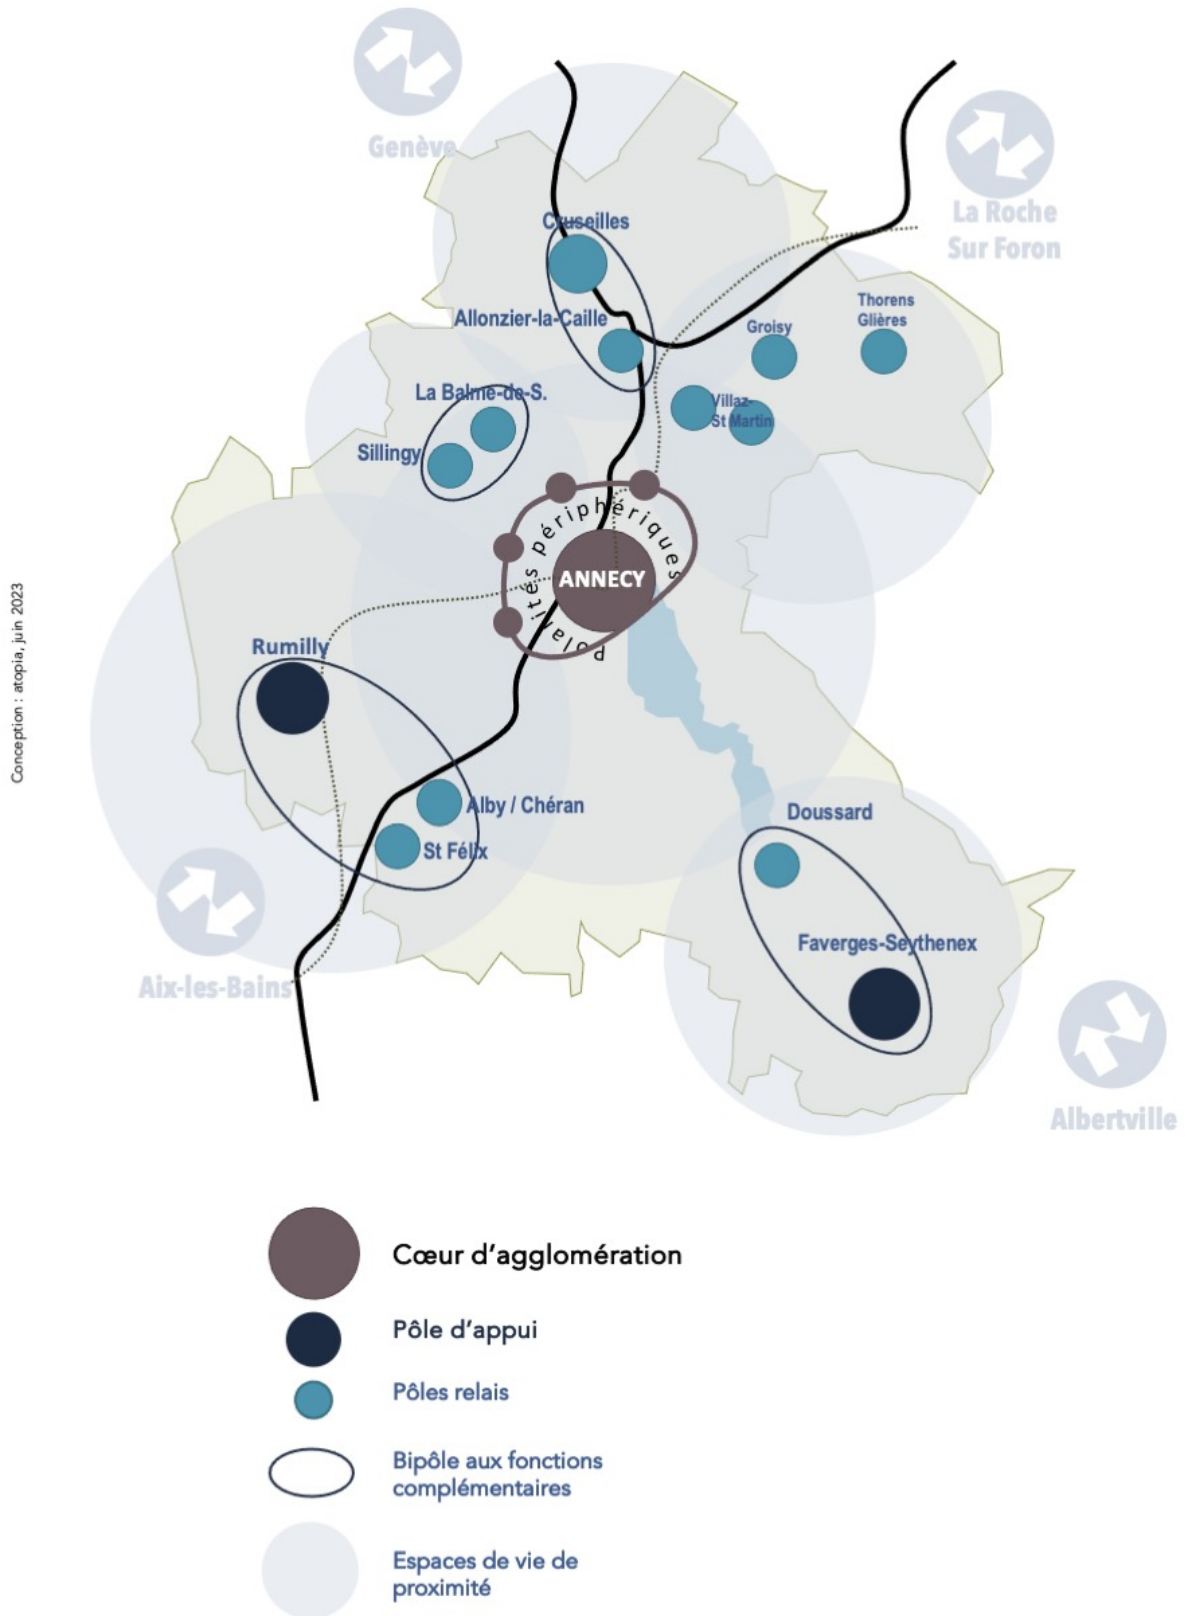 Genève
La Roche
Sur Foron
Cruseilles
Allonzier-la-Caille
Thorens
Glières
Groisy
La Balme-de-S.
Villaz-
St Martin
Sillingy
Polarités périphériques
ANNECY
Conception : atopia, juin 2023
Rumilly
Alby / Chéran
Doussard
St Félix
Faverges-Seythenex
Aix-les-Bains
Albertville
Cœur d'agglomération
Pôle d'appui
Pôles relais
Bipôle aux fonctions
complémentaires
Espaces de vie de
proximité